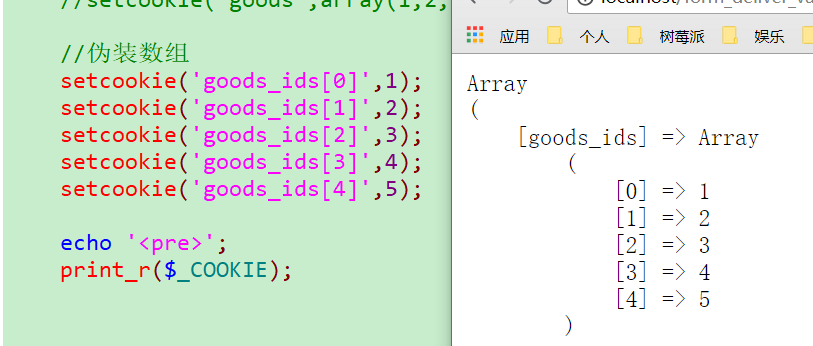 //setcookie('goods',array(1,2,
//伪装数组
setcookie('goods_ids[0]',1);
setcookie('goods_ids[1]',2);
setcookie('goods_ids[2]',3);
setcookie('goods_ids[3]',4);
setcookie('goods_ids[4]',5);
echo '<pre>';
print_r($_COOKIE);
localhost/form_deliver_va
应用 个人 树莓派 娱乐
Array
(
[goods_ids] => Array
(
[0] => 1
[1] => 2
[2] => 3
[3] => 4
[4] => 5
)